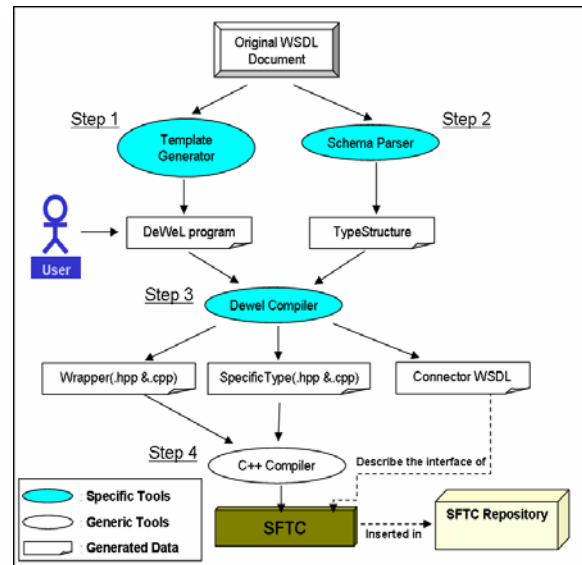 Original WSDL
Document
Step 1
Step 2
Template
Generator
Schema Parser
DeWeL program
TypeStructure
User
Step 3
Dewel Compiler
Wrapper(.hpp &.cpp)
SpecificType(.hpp &.cpp)
Connector WSDL
Step 4
C++ Compiler
Describe the interface of
SFTC
Inserted in
SFTC Repository
: Specific Tools
: Generic Tools
: Generated Data